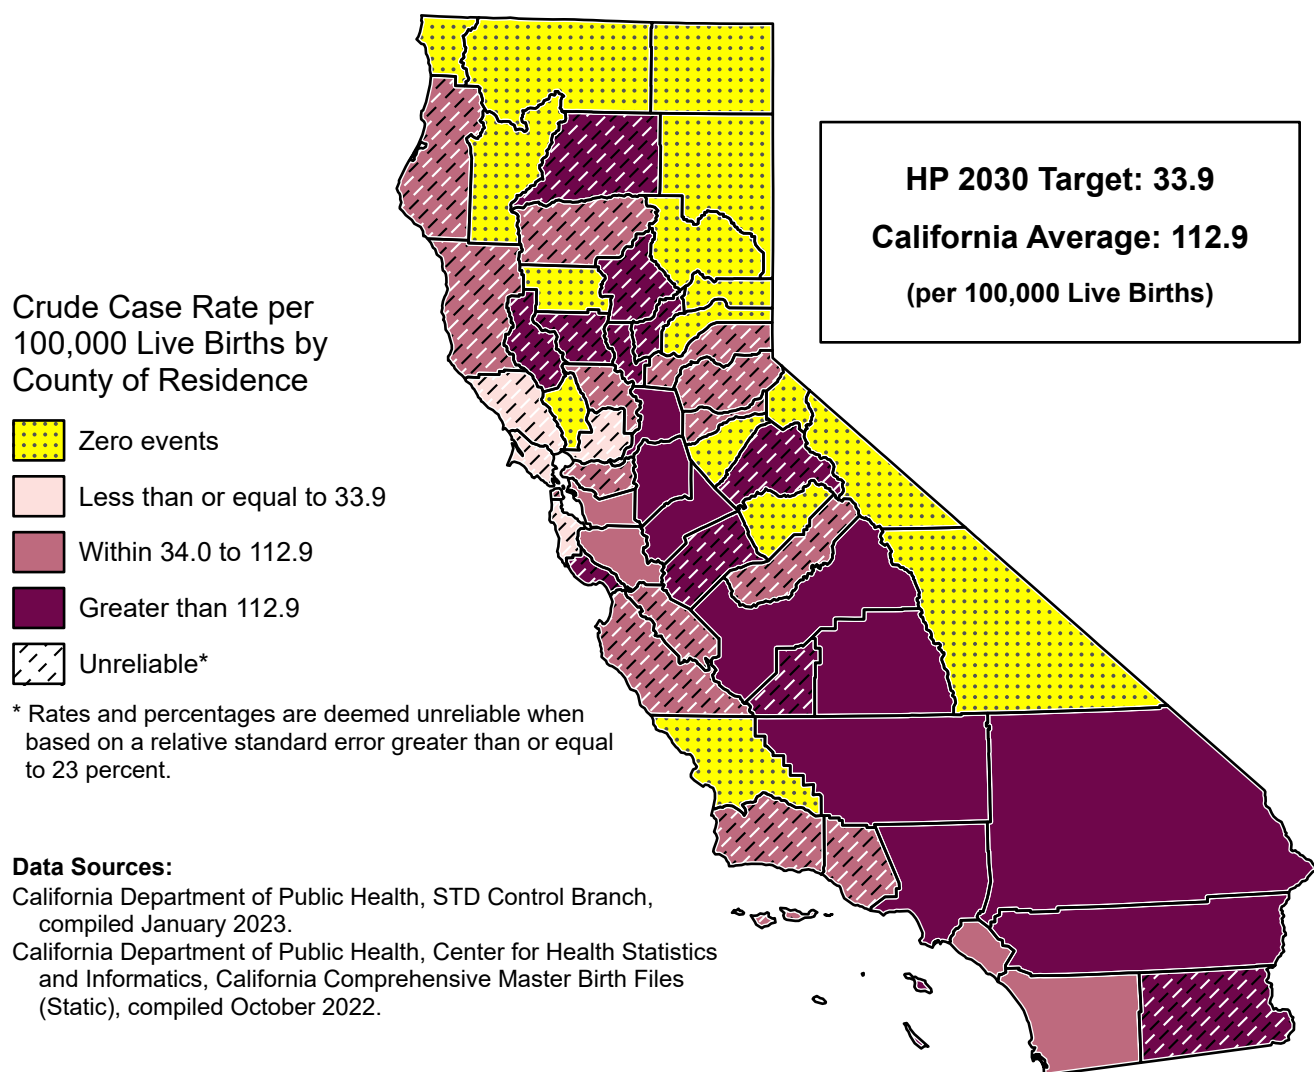 HP 2030 Target: 33.9
California Average: 112.9
(per 100,000 Live Births)
Crude Case Rate per
100,000 Live Births by
County of Residence
Zero events
Less than or equal to 33.9
Within 34.0 to 112.9
Greater than 112.9
Unreliable*
* Rates and percentages are deemed unreliable when
based on a relative standard error greater than or equal
to 23 percent.
Data Sources:
California Department of Public Health, STD Control Branch,
compiled January 2023.
California Department of Public Health, Center for Health Statistics
and Informatics, California Comprehensive Master Birth Files
(Static), compiled October 2022.